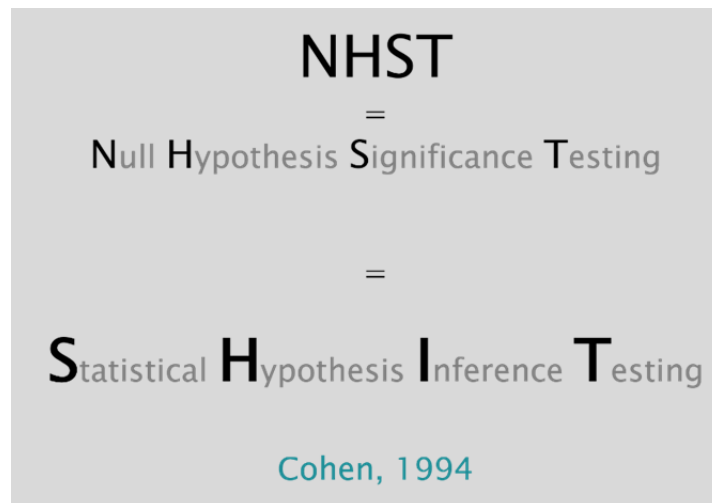 NHST
=
Null Hypothesis Significance Testing
=
Statistical Hypothesis Inference Testing
Cohen, 1994